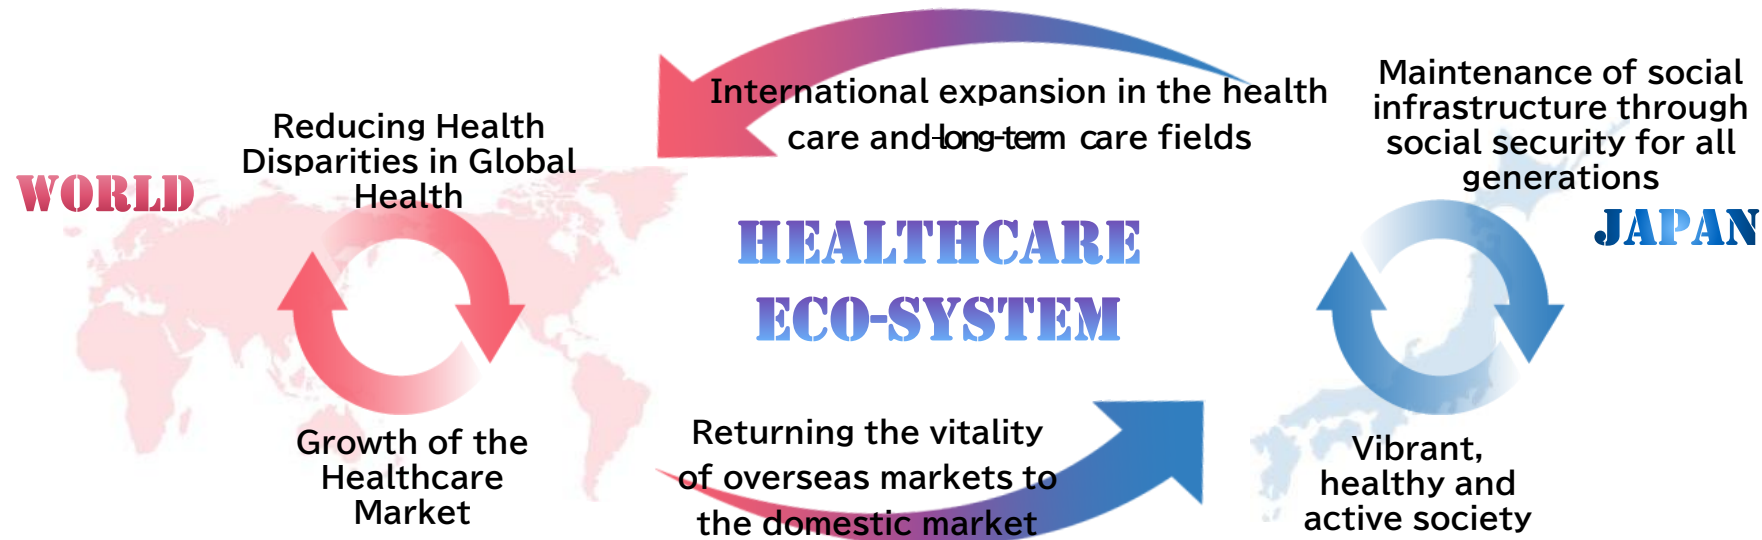 WORLD
Reducing Health
Disparities in Global
Health
Growth of the
Healthcare
Market
International expansion in the health
care and long-term care fields
HEALTHCARE
ECO-SYSTEM
Returning the vitality
of overseas markets to
the domestic market
Maintenance of social
infrastructure through
social security for all
generations
JAPAN
Vibrant,
healthy and
active society